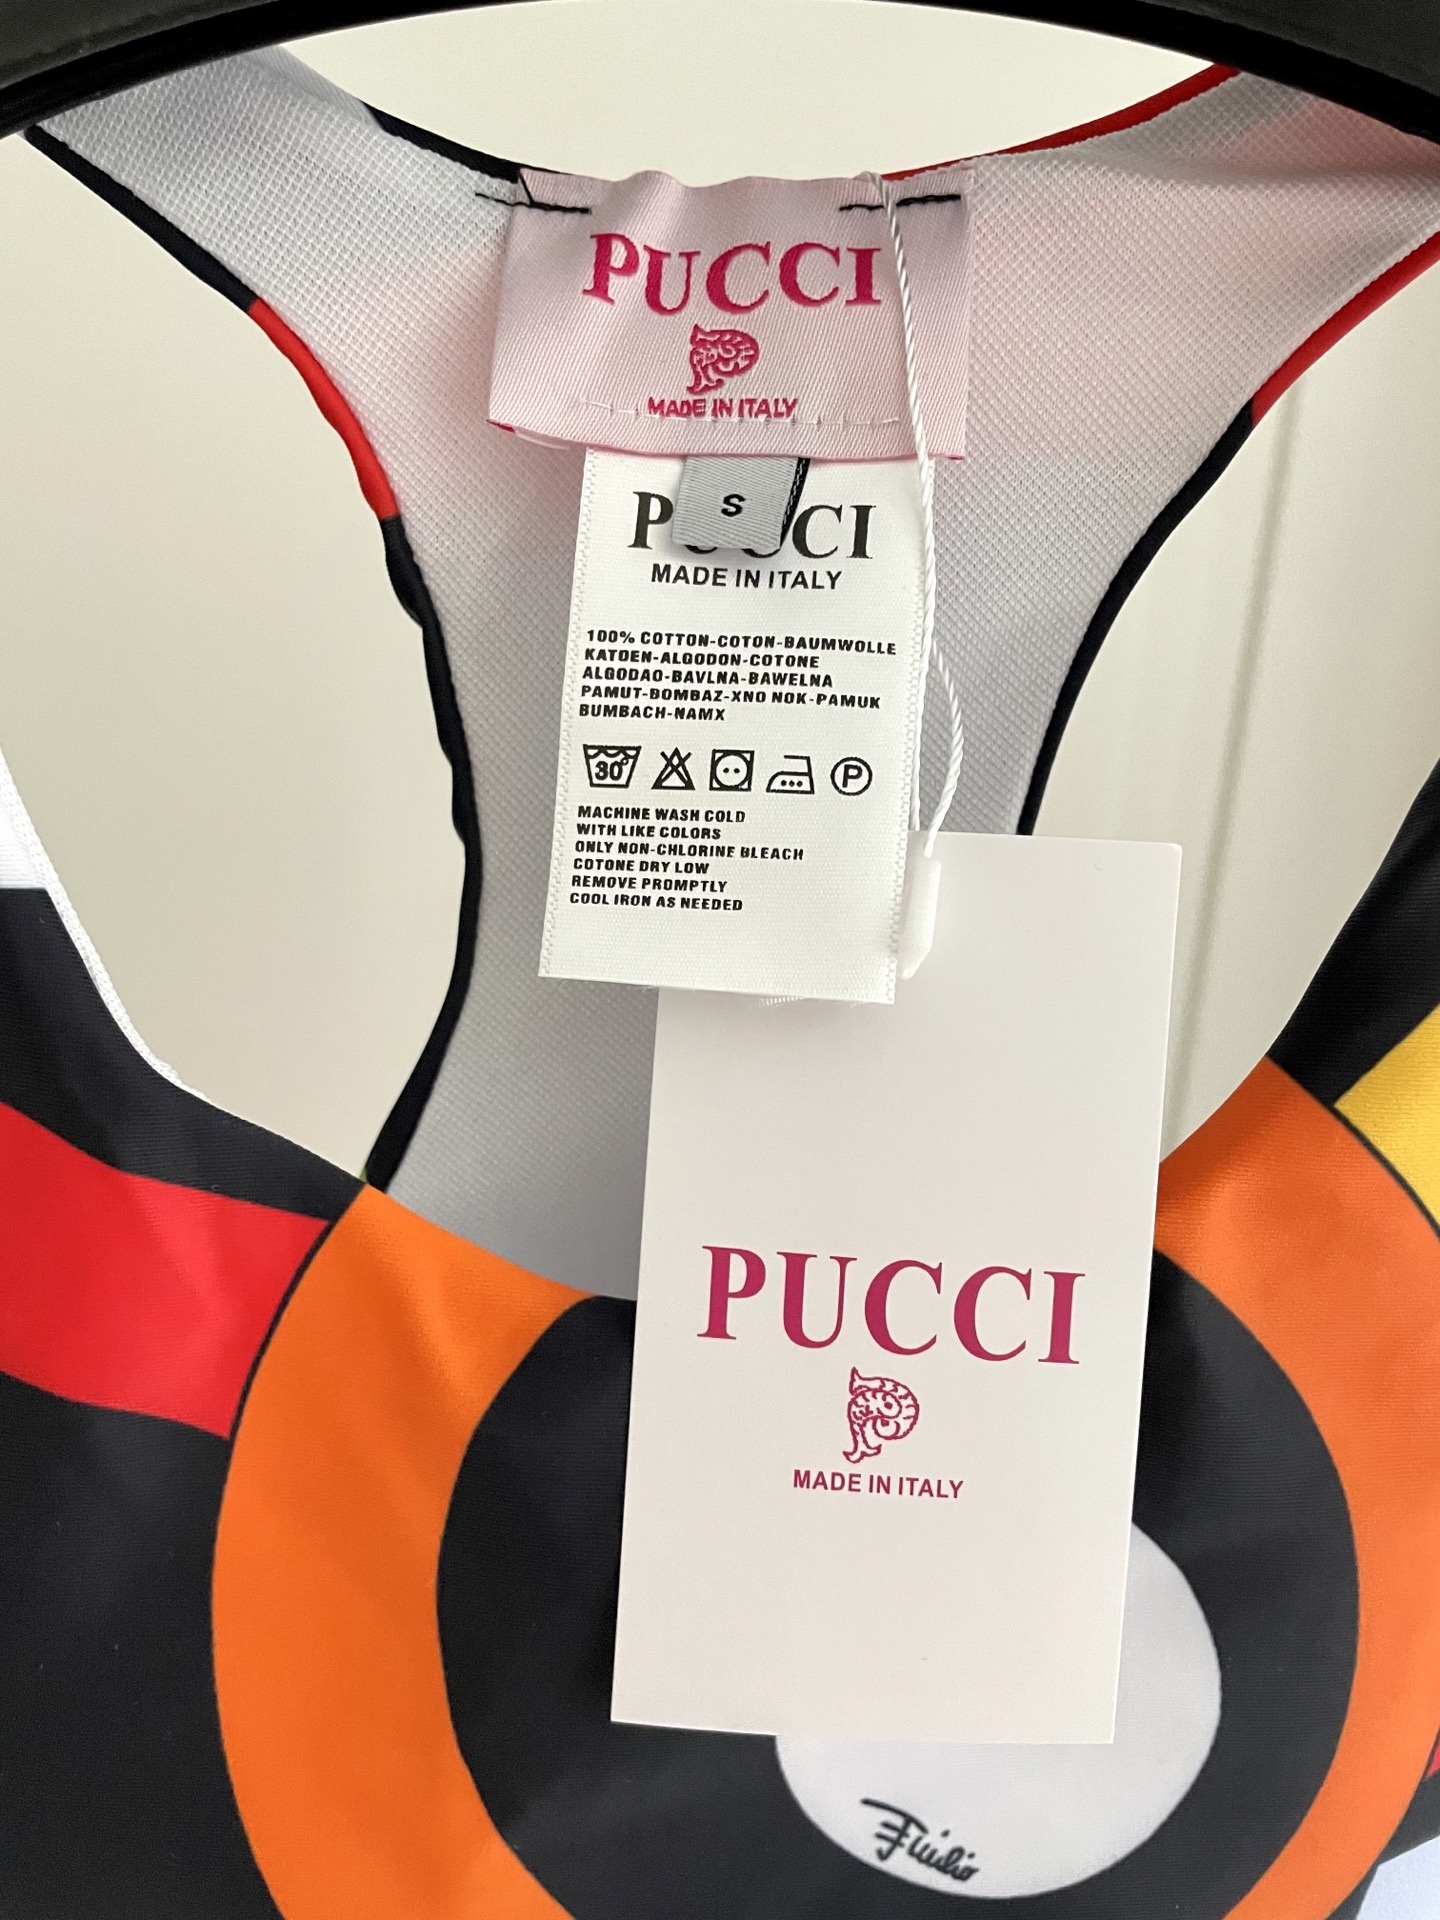 PUCCI
MADE IN ITALY
S
PUCCI
MADE IN ITALY
100% COTTON-COTON-BAUMWOLLE
KATOEN-ALGODON-COTONE
ALGODAO-BAVLNA-BAWELNA
PAMUT-BOMBAZ-XNO NOK-PAMUK
BUMBACH-NAMX
30° P
MACHINE WASH COLD
WITH LIKE COLORS
ONLY NON-CHLORINE BLEACH
COTONE DRY LOW
REMOVE PROMPTLY
COOL IRON AS NEEDED
PUCCI
MADE IN ITALY
Emilio